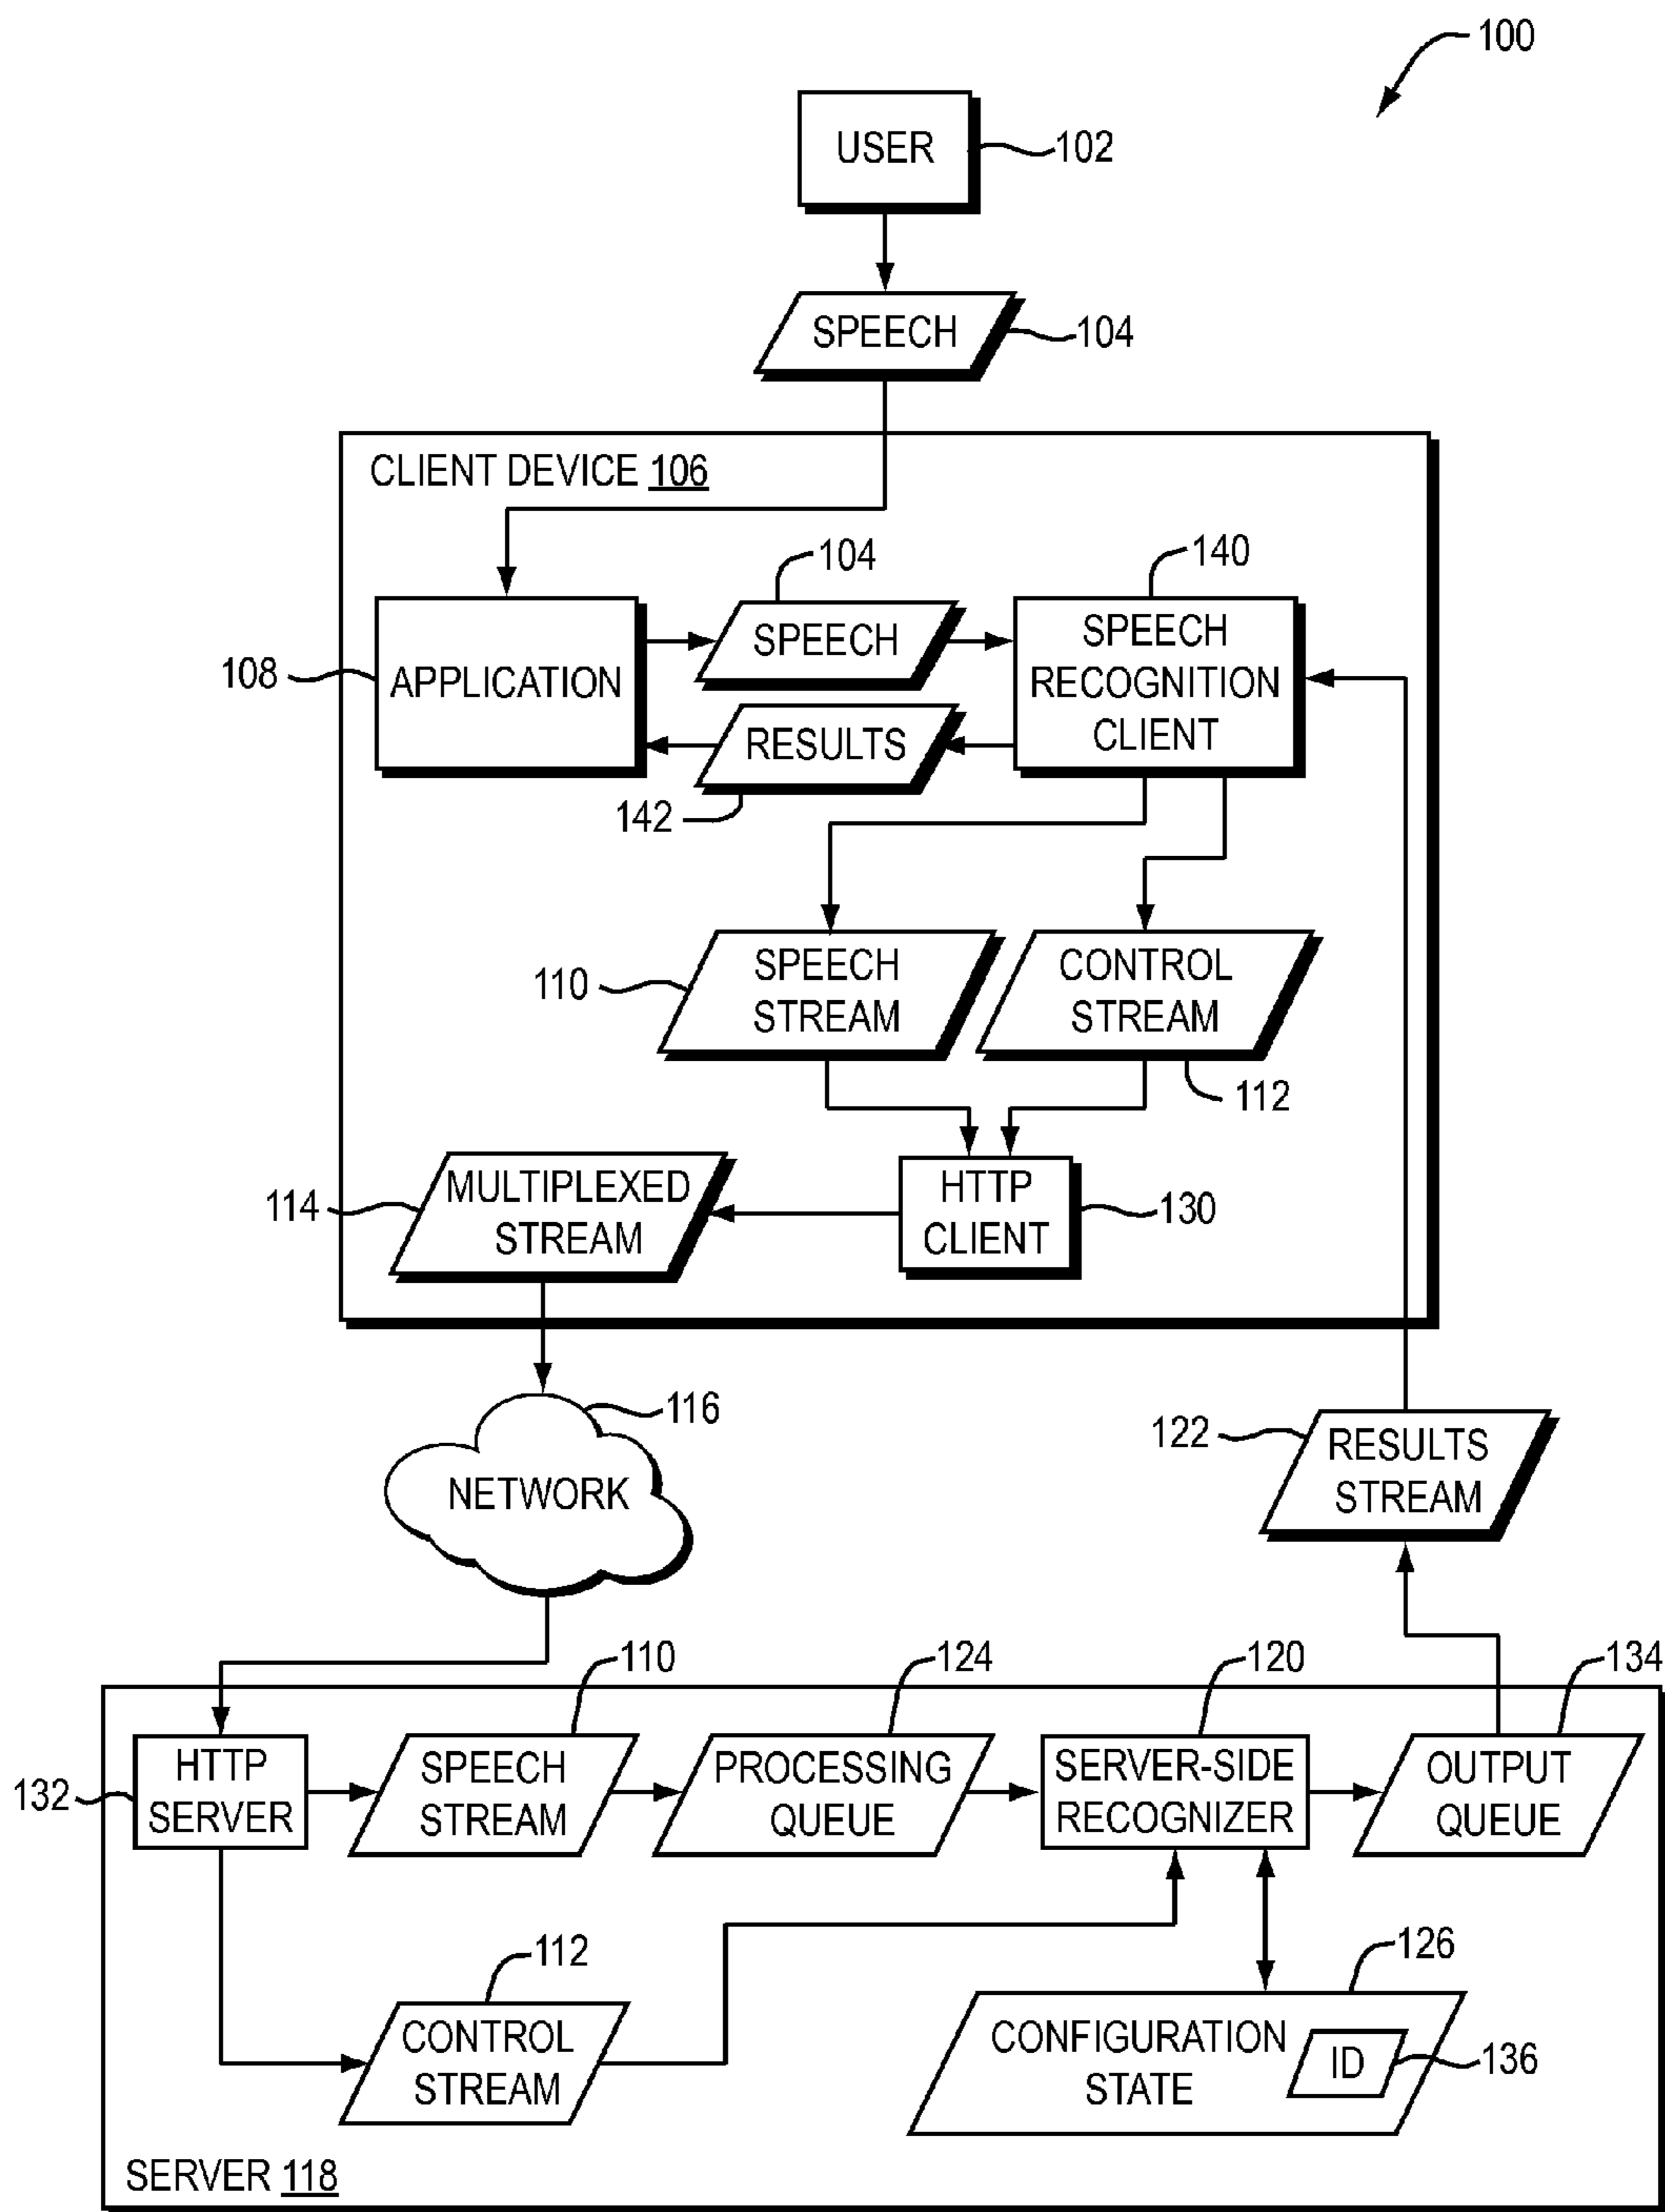 100
USER
102
SPEECH
104
CLIENT DEVICE 106
104
140
108
APPLICATION
SPEECH
SPEECH
RECOGNITION
CLIENT
RESULTS
142
110
SPEECH
STREAM
CONTROL
STREAM
112
114
MULTIPLEXED
STREAM
HTTP
CLIENT
130
116
NETWORK
122
RESULTS
STREAM
110
124
120
134
132
HTTP
SERVER
SPEECH
STREAM
PROCESSING
QUEUE
SERVER-SIDE
RECOGNIZER
OUTPUT
QUEUE
112
126
CONTROL
STREAM
CONFIGURATION
STATE
ID
136
SERVER 118